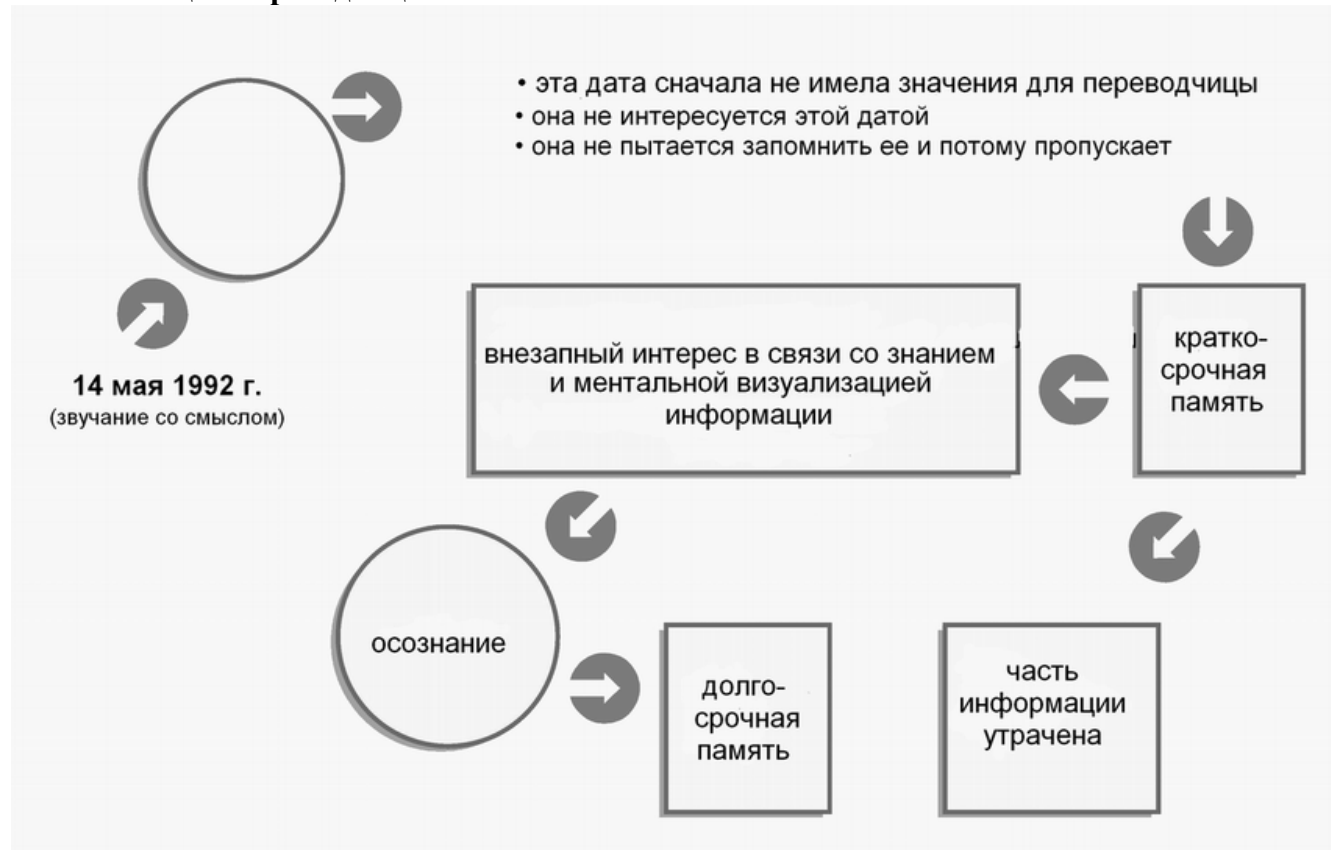 • эта дата сначала не имела значения для переводчицы
• она не интересуется этой датой
• она не пытается запомнить ее и потому пропускает
14 мая 1992 г.
(звучание со смыслом)
внезапный интерес в связи со знанием
и ментальной визуализацией
информации
кратко-
срочная
память
осознание
долго-
срочная
память
часть
информации
утрачена